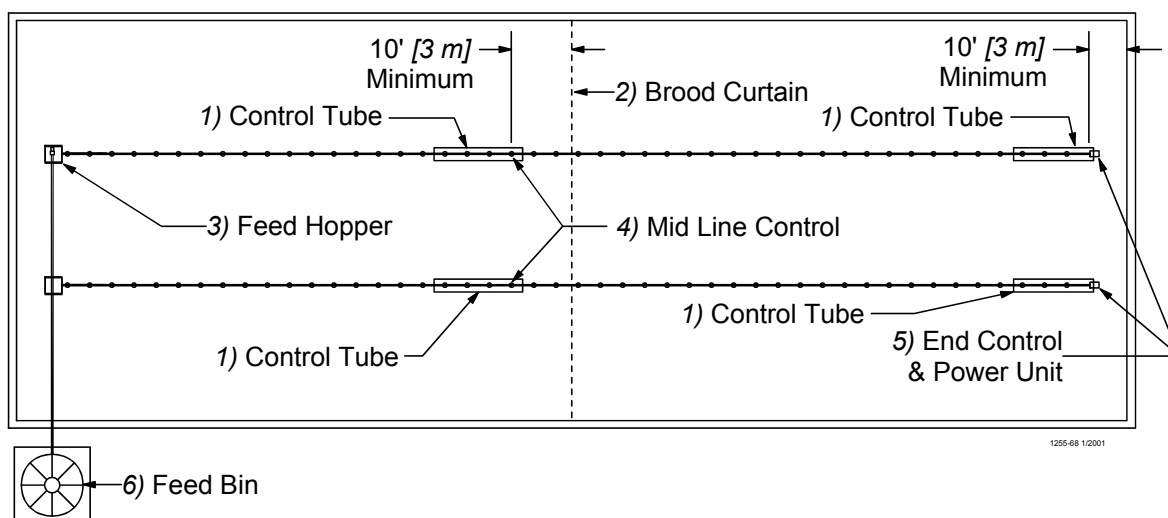 10' [3 m]
Minimum
10' [3 m]
Minimum
2) Brood Curtain
1) Control Tube
1) Control Tube
3) Feed Hopper
4) Mid Line Control
1) Control Tube
1) Control Tube
5) End Control
& Power Unit
1255-68 1/2001
6) Feed Bin